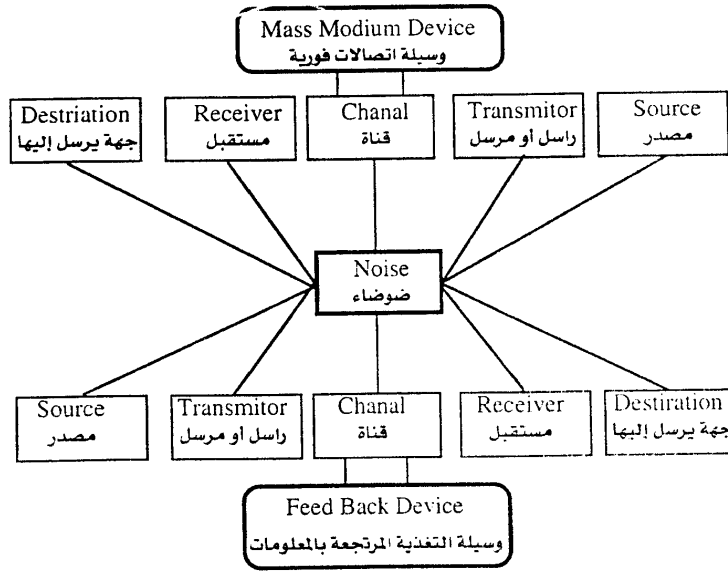 Mass Modium Device
وسيلة اتصالات فورية
Destriation
جهة يرسل إليها
Receiver
مستقبل
Chanal
قناة
Transmitor
راسل أو مرسل
Source
مصدر
Noise
ضوضاء
Source
مصدر
Transmitor
راسل أو مرسل
Chanal
قناة
Receiver
مستقبل
Destiration
جهة يرسل إليها
Feed Back Device
وسيلة التغذية المرتجعة بالمعلومات